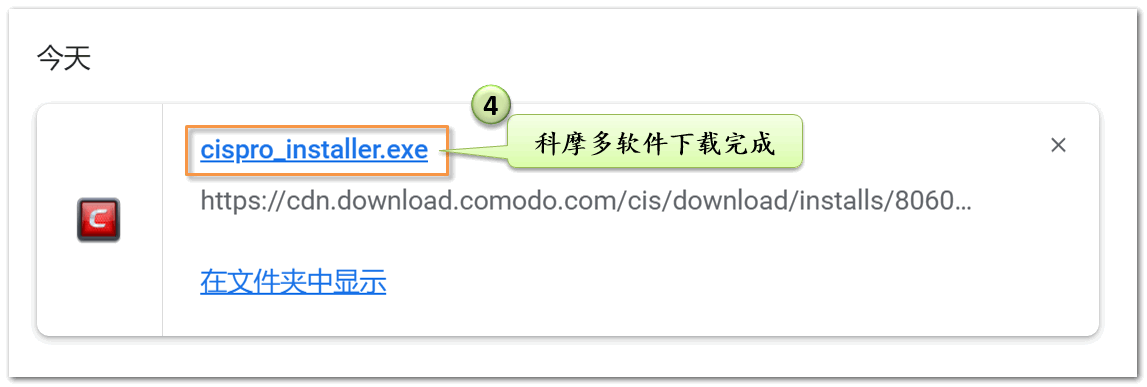 今天
4
cispro_installer.exe
科摩多软件下载完成
https://cdn.download.comodo.com/cis/download/installs/8060…
在文件夹中显示